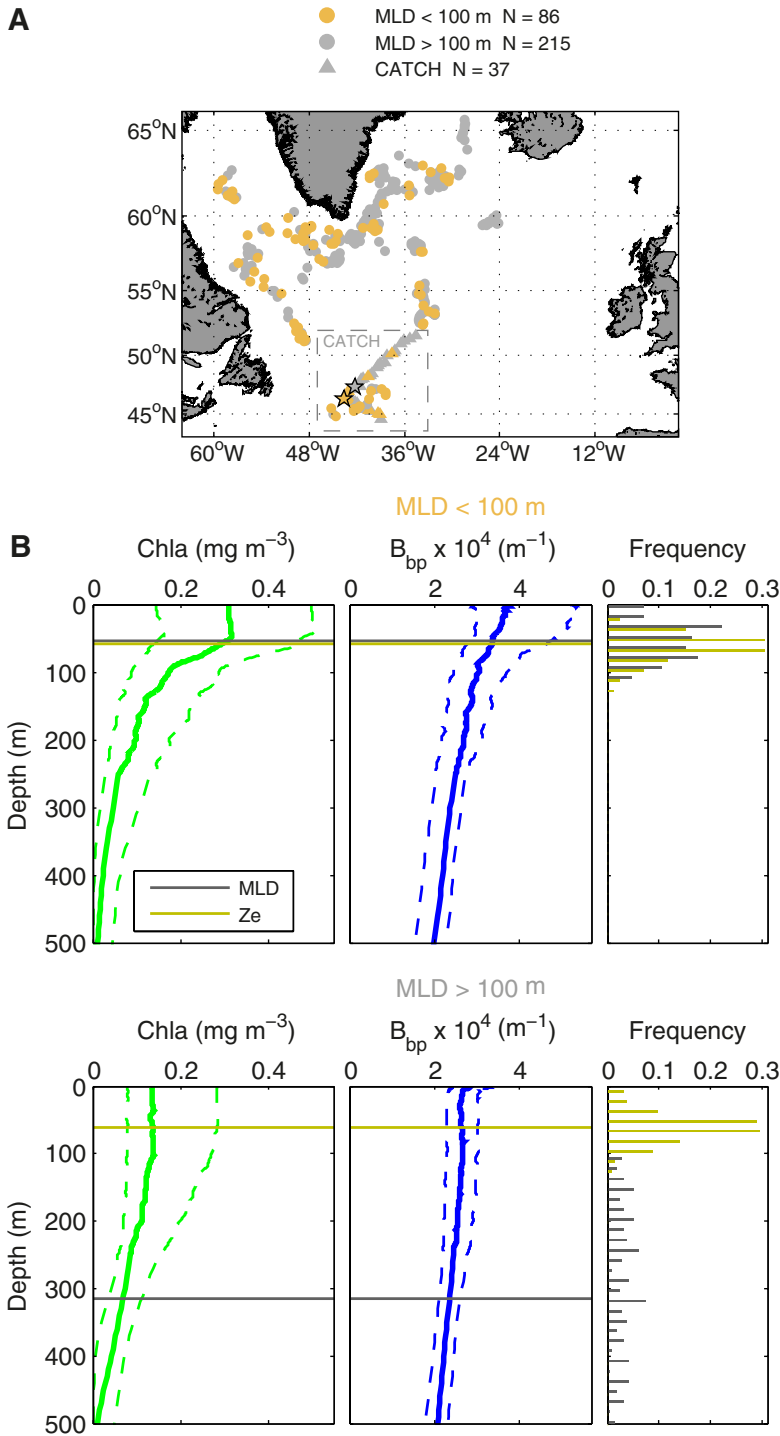 A
MLD < 100 m N = 86
MLD > 100 m N = 215
CATCH N = 37
65°N
60°N
55°N
50°N
45°N
CATCH
60°W 48°W 36°W 24°W 12°W
MLD < 100 m
B
Chla (mg m⁻³) B_bp x 10⁴ (m⁻¹) Frequency
0 0.2 0.4 2 4 0 0.1 0.2 0.3
0
100
200
300
400
500
Depth (m)
MLD
Ze
MLD > 100 m
Chla (mg m⁻³) B_bp x 10⁴ (m⁻¹) Frequency
0 0.2 0.4 2 4 0 0.1 0.2 0.3
0
100
200
300
400
500
Depth (m)